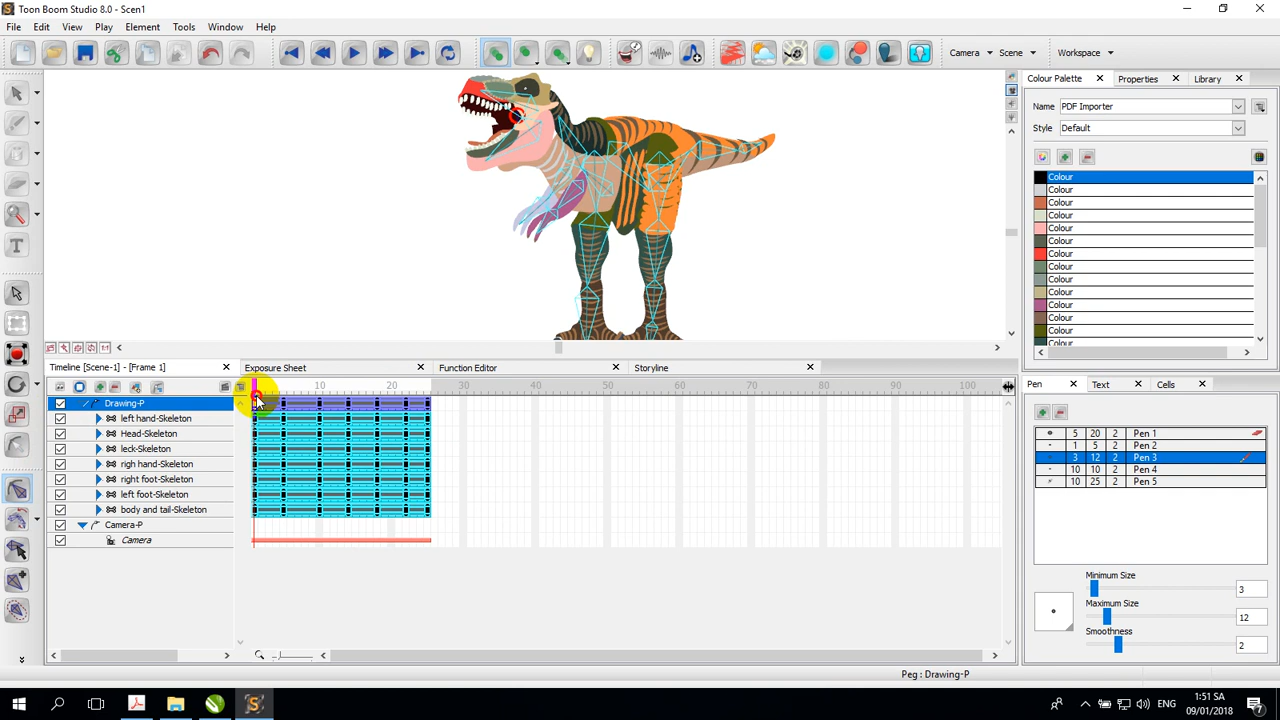 Toon Boom Studio 8.0 - Scen1
File Edit View Play Element Tools Window Help
Camera Scene Workspace
Colour Palette Properties Library
Name PDF Importer
Style Default
Colour
Colour
Colour
Colour
Colour
Colour
Colour
Colour
Colour
Colour
Colour
Colour
Colour
Colour
Timeline [Scene-1] - [Frame 1] Exposure Sheet Function Editor Storyline
10 20 30 40 50 60 70 80 90 100
Drawing-P
left hand-Skeleton
Head-Skeleton
leck-Skeleton
righ hand-Skeleton
right foot-Skeleton
left foot-Skeleton
body and tail-Skeleton
Camera-P
Camera
Pen Text Cells
5 20 2 Pen 1
1 5 2 Pen 2
3 12 2 Pen 3
10 10 2 Pen 4
10 25 2 Pen 5
Minimum Size
3
Maximum Size
12
Smoothness
2
Peg : Drawing-P
ENG 1:51 SA
09/01/2018